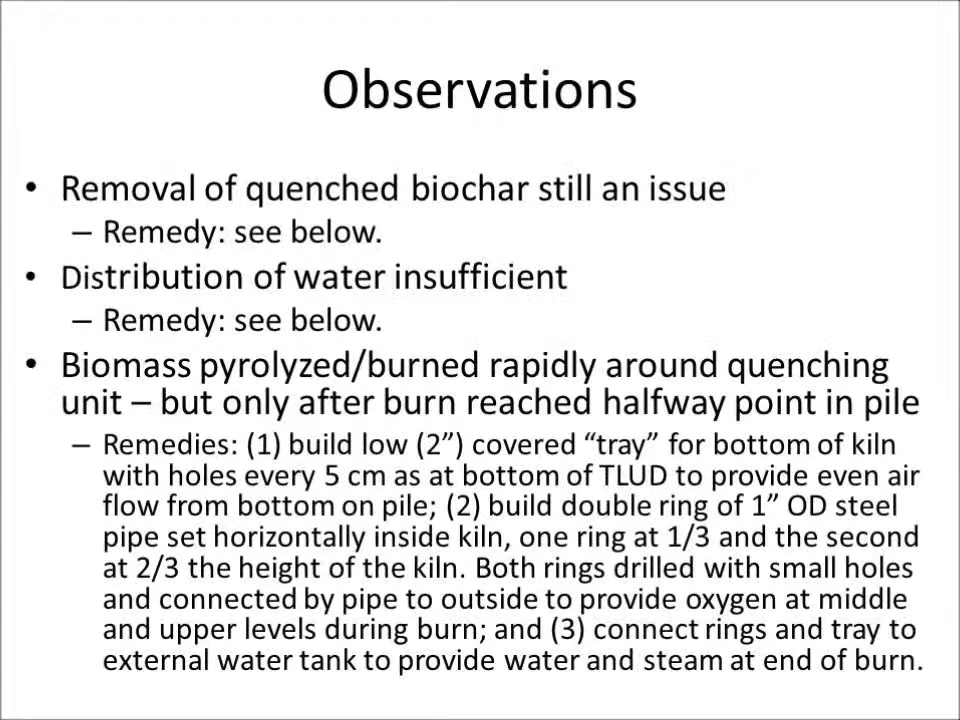 Observations
• Removal of quenched biochar still an issue
– Remedy: see below.
• Distribution of water insufficient
– Remedy: see below.
• Biomass pyrolyzed/burned rapidly around quenching
unit – but only after burn reached halfway point in pile
– Remedies: (1) build low (2”) covered “tray” for bottom of kiln
with holes every 5 cm as at bottom of TLUD to provide even air
flow from bottom on pile; (2) build double ring of 1” OD steel
pipe set horizontally inside kiln, one ring at 1/3 and the second
at 2/3 the height of the kiln. Both rings drilled with small holes
and connected by pipe to outside to provide oxygen at middle
and upper levels during burn; and (3) connect rings and tray to
external water tank to provide water and steam at end of burn.